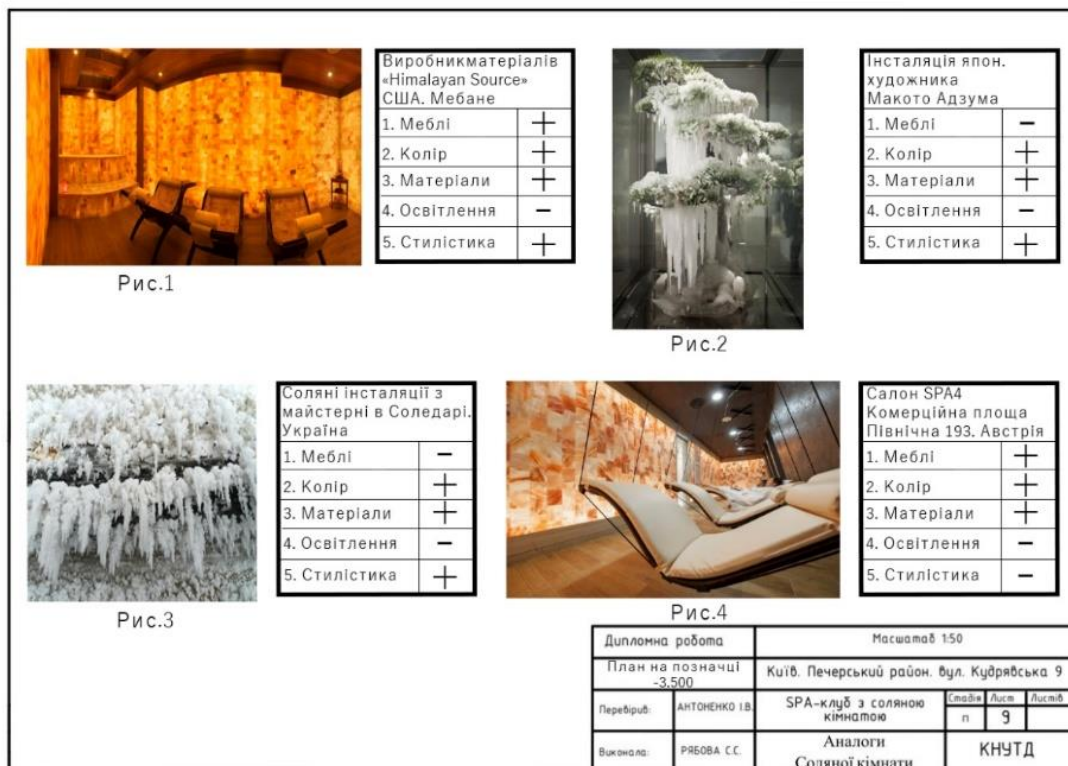 Виробникматеріалів
«Himalayan Source»
США. Мебане
1. Меблі +
2. Колір +
3. Матеріали +
4. Освітлення −
5. Стилістика +
Рис.1
Інсталяція япон.
художника
Макото Адзума
1. Меблі −
2. Колір +
3. Матеріали +
4. Освітлення −
5. Стилістика +
Рис.2
Соляні інсталяції з
майстерні в Соледарі.
Україна
1. Меблі −
2. Колір +
3. Матеріали +
4. Освітлення −
5. Стилістика +
Рис.3
Салон SPA4
Комерційна площа
Північна 193. Австрія
1. Меблі +
2. Колір +
3. Матеріали +
4. Освітлення −
5. Стилістика −
Рис.4
Дипломна робота
Масштаб 1:50
План на позначці
-3.500
Київ. Печерський район. вул. Кудрявська 9
Перевірив: АНТОНЕНКО І.В.
SPA-клуб з соляною
кімнатою
Стадія Лист Листів
п 9
Виконала: РЯБОВА С.С.
Аналоги
Соляної кімнати
КНУТД